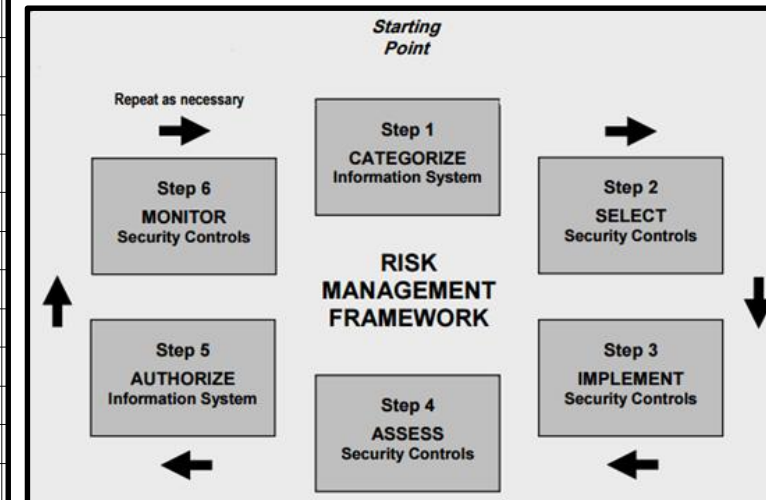 Starting
Point
Repeat as necessary
Step 1
CATEGORIZE
Information System
Step 2
SELECT
Security Controls
Step 3
IMPLEMENT
Security Controls
Step 4
ASSESS
Security Controls
Step 5
AUTHORIZE
Information System
Step 6
MONITOR
Security Controls
RISK
MANAGEMENT
FRAMEWORK